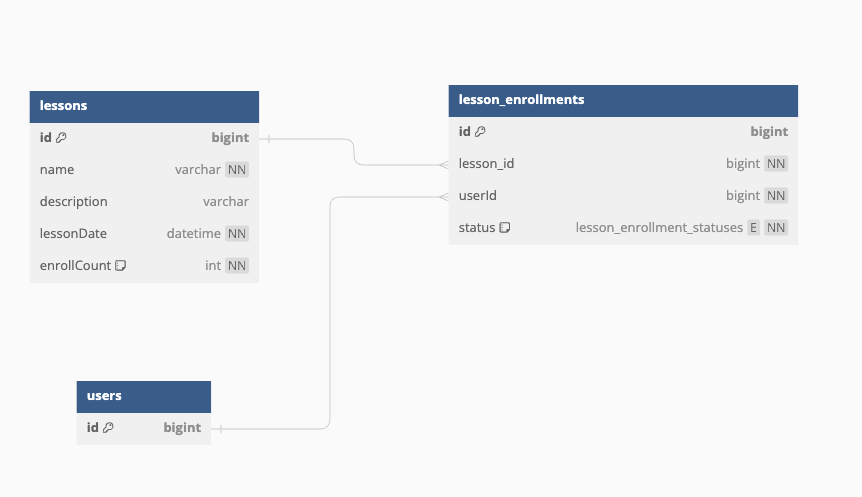 lessons
id bigint
name varchar NN
description varchar
lessonDate datetime NN
enrollCount int NN
lesson_enrollments
id bigint
lesson_id bigint NN
userId bigint NN
status lesson_enrollment_statuses E NN
users
id bigint